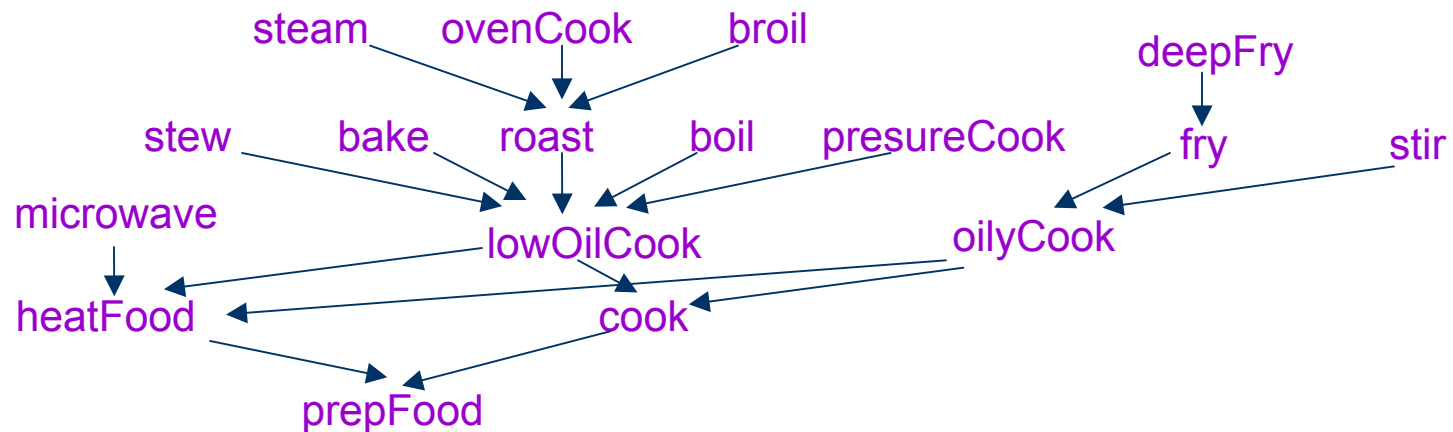 steam ovenCook broil
deepFry
stew bake roast boil presureCook fry stir
microwave
lowOilCook oilyCook
heatFood cook
prepFood